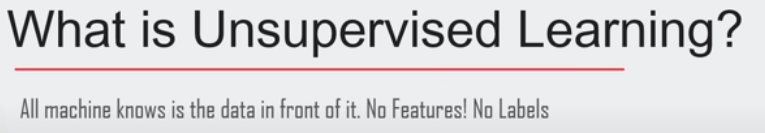 What is Unsupervised Learning?
All machine knows is the data in front of it. No Features! No Labels